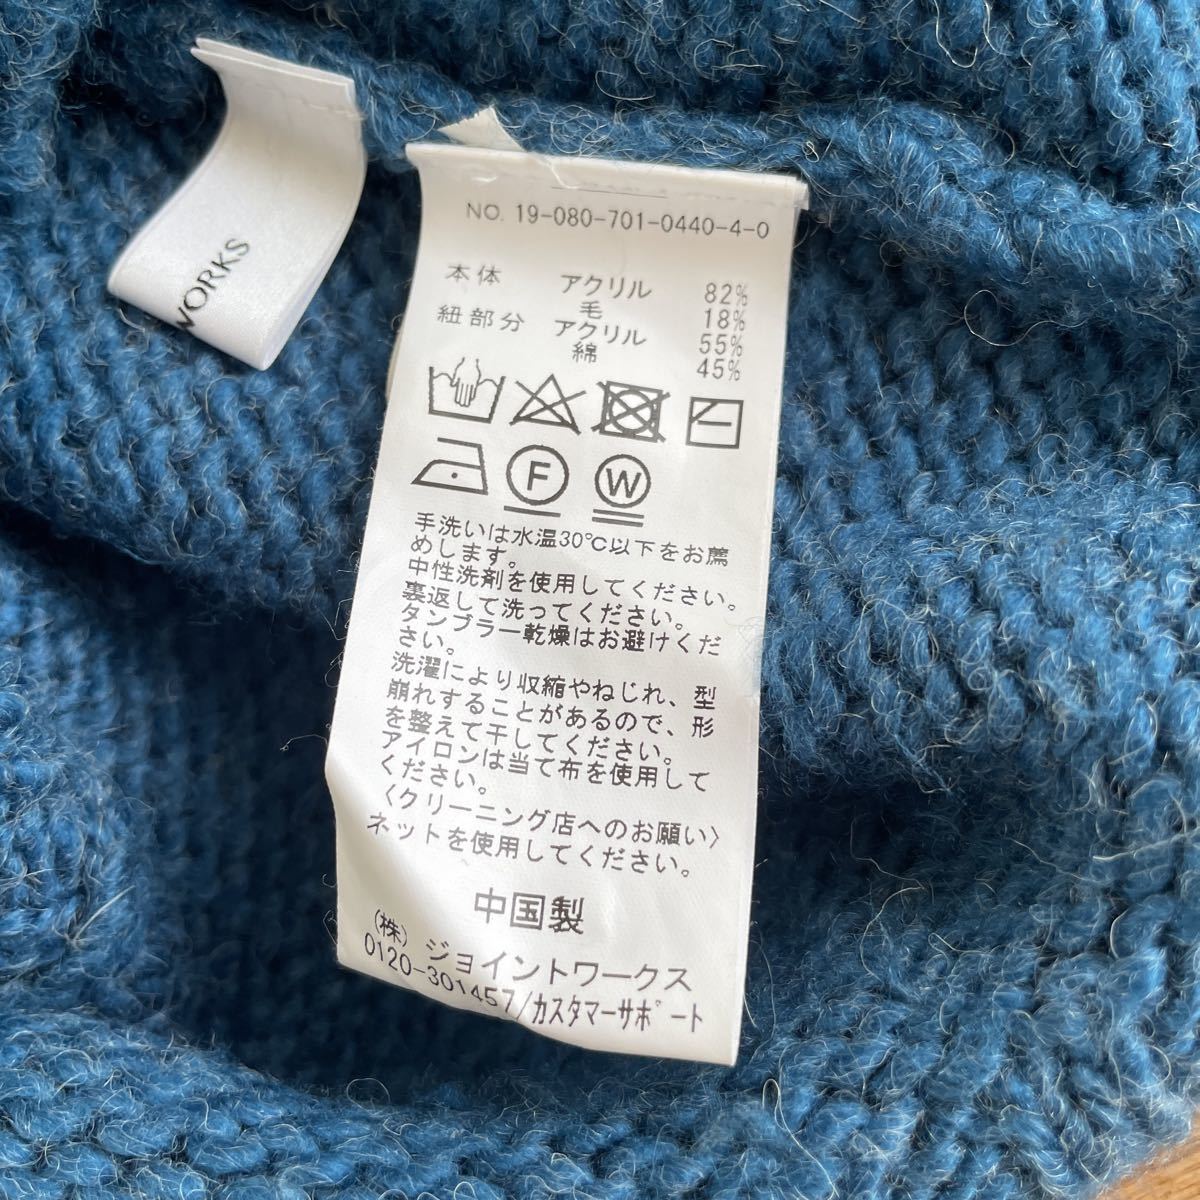 WORKS
NO. 19-080-701-0440-4-0
本体 アクリル 82%
毛 18%
紐部分 アクリル 55%
綿 45%
F W
手洗いは水温30℃以下をお薦
めします。
中性洗剤を使用してください。
裏返して洗ってください。
タンブラー乾燥はお避けくだ
さい。
洗濯により収縮やねじれ、型
崩れすることがあるので、形
を整えて干してください。
アイロンは当て布を使用して
ください。
〈クリーニング店へのお願い〉
ネットを使用してください。
中国製
(株) ジョイントワークス
0120-301457/カスタマーサポート